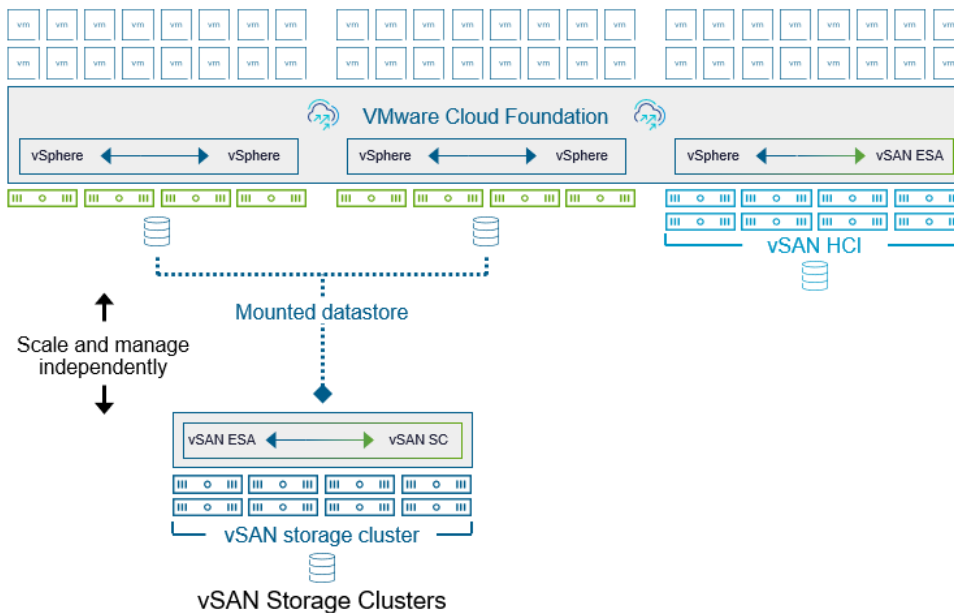 vm vm vm vm vm vm vm vm vm vm vm vm vm vm vm vm vm vm vm vm vm vm vm vm
vm vm vm vm vm vm vm vm vm vm vm vm vm vm vm vm vm vm vm vm vm vm vm vm
VMware Cloud Foundation
vSphere vSphere vSphere vSphere vSphere vSAN ESA
vSAN HCI
Mounted datastore
Scale and manage
independently
vSAN ESA vSAN SC
vSAN storage cluster
vSAN Storage Clusters